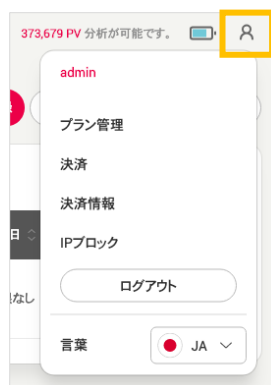 373,679 PV 分析が可能です。
admin
プラン管理
決済
決済情報
日
IPブロック
ログアウト
なし
言葉
JA